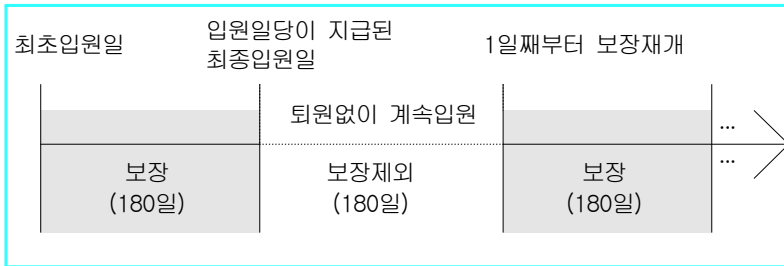 최초입원일
입원일당이 지급된
최종입원일
1일째부터 보장재개
퇴원없이 계속입원
...
...
보장
(180일)
보장제외
(180일)
보장
(180일)